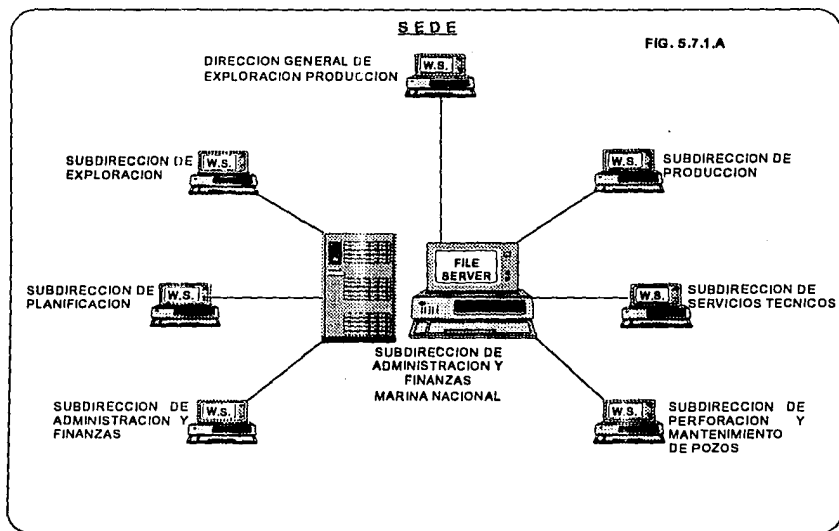 SEDE
FIG. 5.7.1.A
DIRECCION GENERAL DE
EXPLORACION PRODUCCION
W.S.
SUBDIRECCION DE
EXPLORACION
W.S.
W.S.
SUBDIRECCION DE
PRODUCCION
SUBDIRECCION DE
PLANIFICACION
W.S.
FILE
SERVER
W.S.
SUBDIRECCION DE
SERVICIOS TECNICOS
SUBDIRECCION DE
ADMINISTRACION Y
FINANZAS
MARINA NACIONAL
SUBDIRECCION DE
ADMINISTRACION Y
FINANZAS
W.S.
W.S.
SUBDIRECCION DE
PERFORACION Y
MANTENIMIENTO
DE POZOS